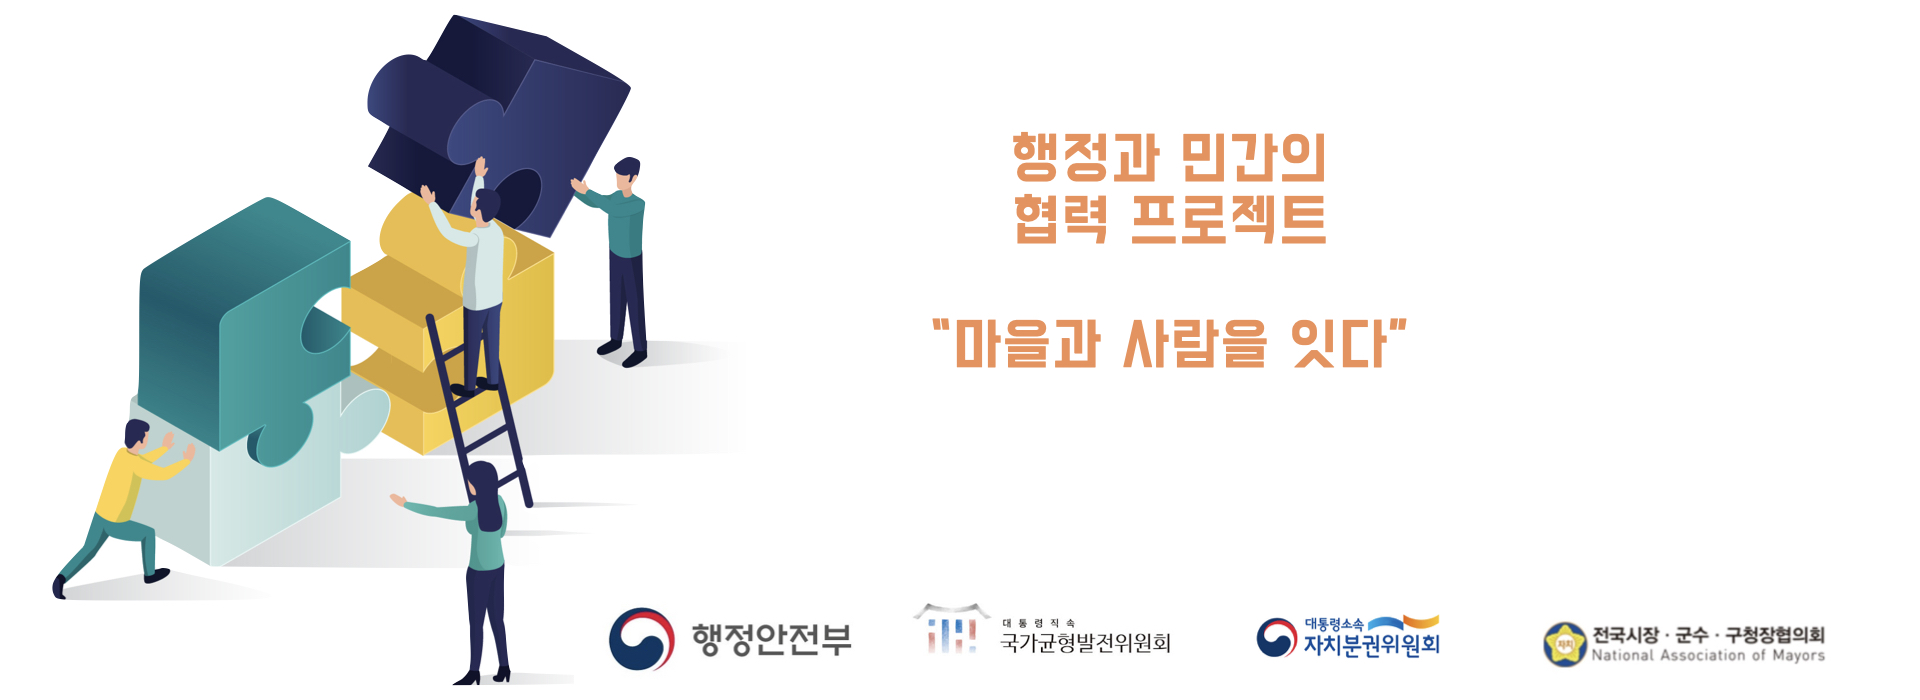 행정과 민간의
협력 프로젝트
“마을과 사람을 잇다”
행정안전부
대통령직속
국가균형발전위원회
대통령소속
자치분권위원회
자치
전국시장 · 군수 · 구청장협의회
National Association of Mayors